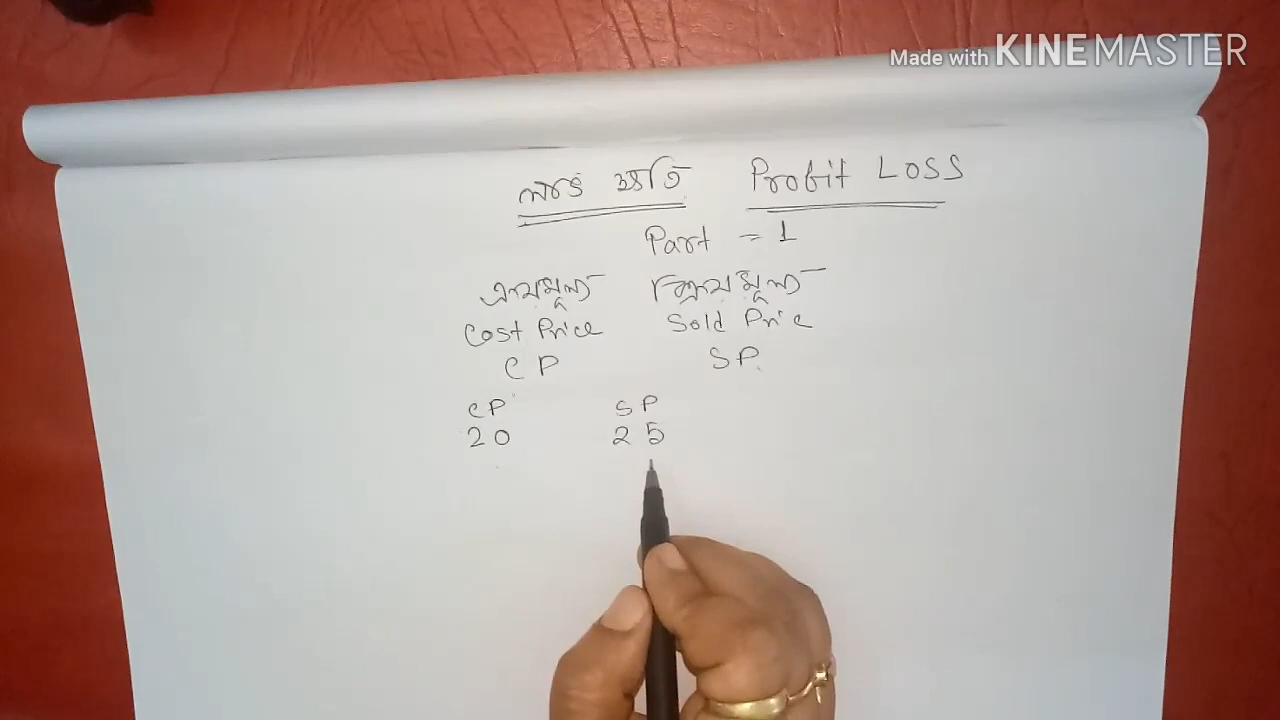 Made with KINEMASTER
লাভ ক্ষতি Profit Loss
Part = 1
ক্রয়মূল্য বিক্রয়মূল্য
Cost Price Sold Price
CP SP
CP SP
20 25